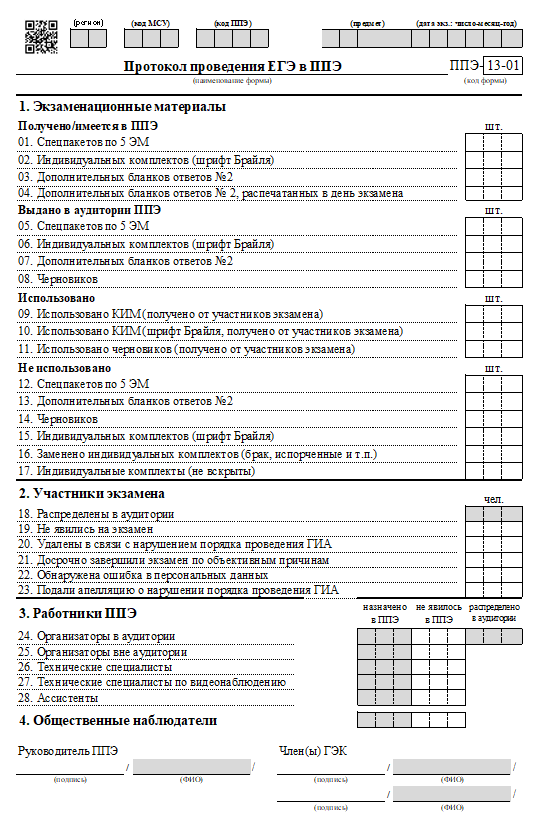 (регион) (код МСУ) (код ППЭ) (предмет) (дата экз.: число-месяц-год)
Протокол проведения ЕГЭ в ППЭ ППЭ-13-01
(наименование формы) (код формы)
1. Экзаменационные материалы
Получено/имеется в ППЭ шт.
01. Спецпакетов по 5 ЭМ
02. Индивидуальных комплектов (шрифт Брайля)
03. Дополнительных бланков ответов №2
04. Дополнительных бланков ответов № 2, распечатанных в день экзамена
Выдано в аудитории ППЭ шт.
05. Спецпакетов по 5 ЭМ
06. Индивидуальных комплектов (шрифт Брайля)
07. Дополнительных бланков ответов №2
08. Черновиков
Использовано шт.
09. Использовано КИМ (получено от участников экзамена)
10. Использовано КИМ (шрифт Брайля, получено от участников экзамена)
11. Использовано черновиков (получено от участников экзамена)
Не использовано шт.
12. Спецпакетов по 5 ЭМ
13. Дополнительных бланков ответов №2
14. Черновиков
15. Индивидуальных комплектов (шрифт Брайля)
16. Заменено индивидуальных комплектов (брак, испорченные и т.п.)
17. Индивидуальные комплекты (не вскрыты)
2. Участники экзамена чел.
18. Распределены в аудитории
19. Не явились на экзамен
20. Удалены в связи с нарушением порядка проведения ГИА
21. Досрочно завершили экзамен по объективным причинам
22. Обнаружена ошибка в персональных данных
23. Подали апелляцию о нарушении порядка проведения ГИА
3. Работники ППЭ назначено в ППЭ не явилось в ППЭ распределено в аудитории
24. Организаторы в аудитории
25. Организаторы вне аудитории
26. Технические специалисты
27. Технические специалисты по видеонаблюдению
28. Ассистенты
4. Общественные наблюдатели
Руководитель ППЭ Член(ы) ГЭК
/ / / /
(подпись) (ФИО) (подпись) (ФИО)
/ /
(подпись) (ФИО)